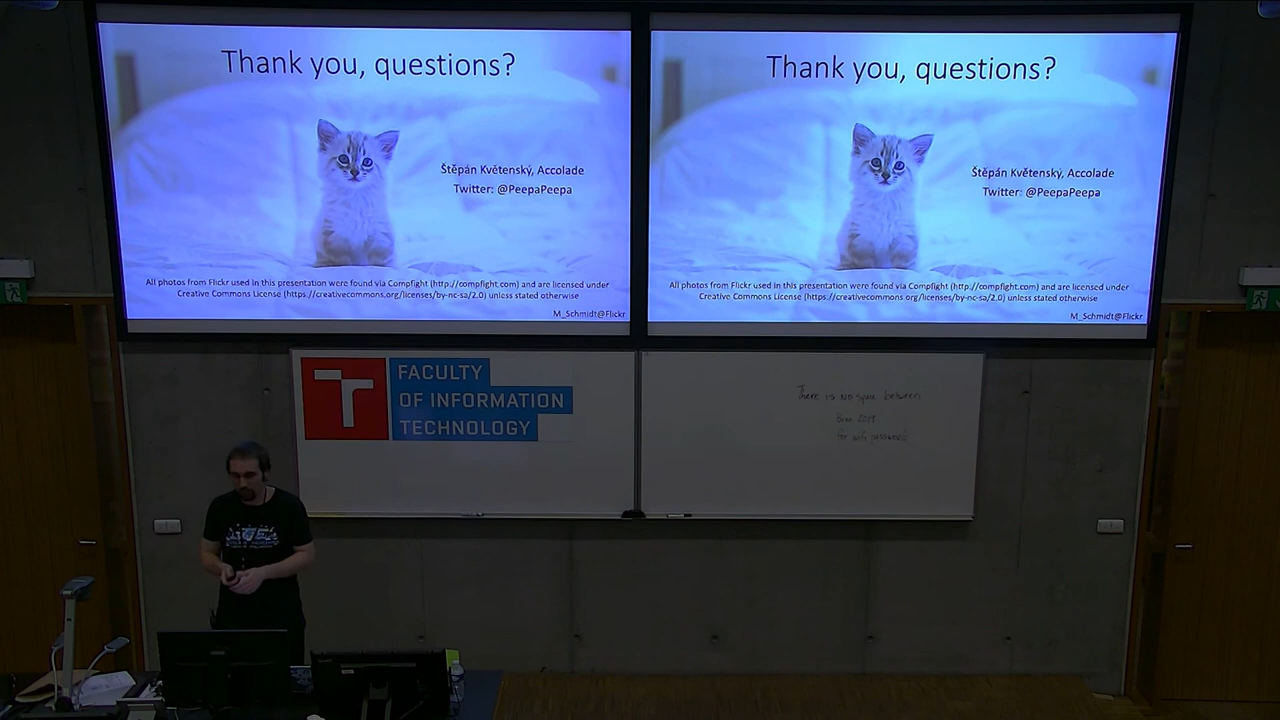 Thank you, questions?
Štěpán Květenský, Accolade
Twitter: @PeepaPeepa
All photos from Flickr used in this presentation were found via Compfight (http://compfight.com) and are licensed under
Creative Commons License (https://creativecommons.org/licenses/by-nc-sa/2.0) unless stated otherwise
M_Schmidt@Flickr
Thank you, questions?
Štěpán Květenský, Accolade
Twitter: @PeepaPeepa
All photos from Flickr used in this presentation were found via Compfight (http://compfight.com) and are licensed under
Creative Commons License (https://creativecommons.org/licenses/by-nc-sa/2.0) unless stated otherwise
M_Schmidt@Flickr
FACULTY
OF INFORMATION
TECHNOLOGY
There is NO space between
Brno 2019
for wifi password